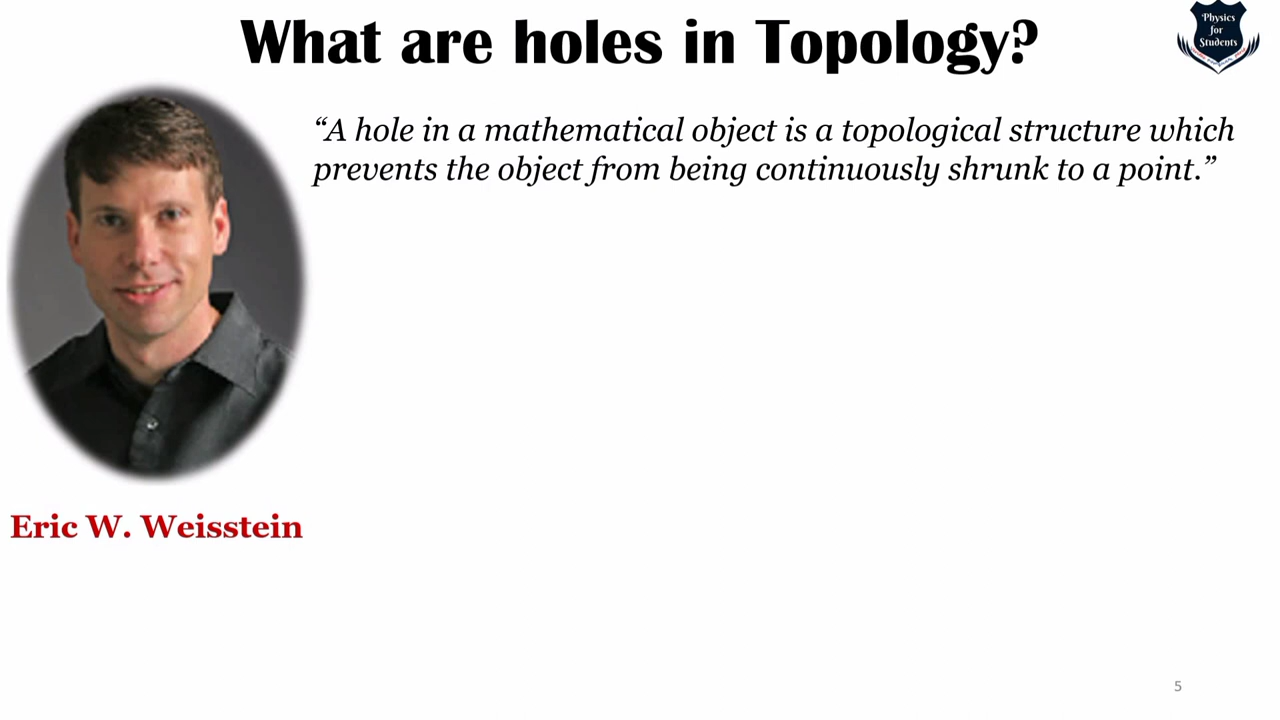 What are holes in Topology?
Physics
for
Students
“A hole in a mathematical object is a topological structure which
prevents the object from being continuously shrunk to a point.”
Eric W. Weisstein
5